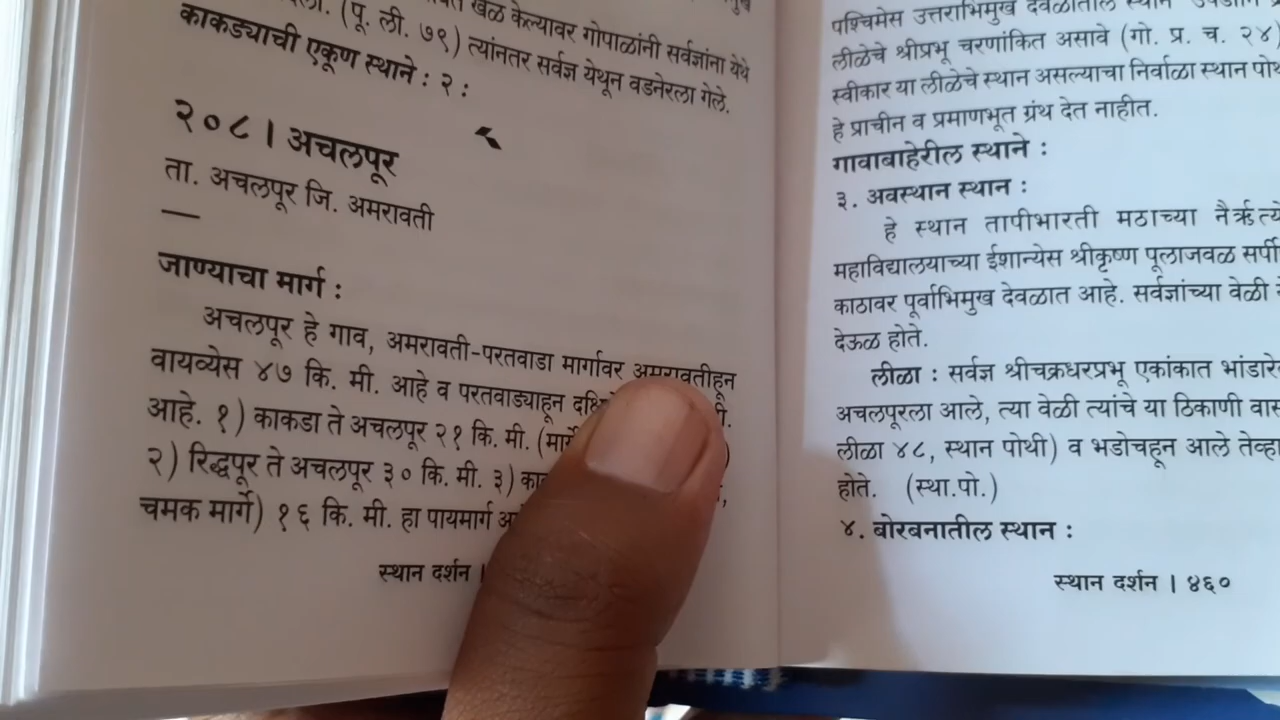 (पू. ली. ७९) त्यांनतर सर्वज्ञ येथून वडनेरला गेले.
खेळ केल्यावर गोपाळांनी सर्वज्ञांना येथे
काकड्याची एकूण स्थाने : २ :
२०८ । अचलपूर
ता. अचलपूर जि. अमरावती
—
जाण्याचा मार्ग :
अचलपूर हे गाव, अमरावती-परतवाडा मार्गावर अमरावतीहून
वायव्येस ४७ कि. मी. आहे व परतवाड्याहून
आहे. १) काकडा ते अचलपूर २१ कि. मी.
२) रिद्धपूर ते अचलपूर ३० कि. मी. ३)
चमक मार्गे) १६ कि. मी. हा पायमार्ग
स्थान दर्शन ।
पश्चिमेस उत्तराभिमुख देवळातील स्थान
लीळेचे श्रीप्रभू चरणांकित असावे (गो. प्र. च. २४)
स्वीकार या लीळेचे स्थान असल्याचा निर्वाळा स्थान
हे प्राचीन व प्रमाणभूत ग्रंथ देत नाहीत.
गावाबाहेरील स्थाने :
३. अवस्थान स्थान :
हे स्थान तापीभारती मठाच्या
महाविद्यालयाच्या ईशान्येस श्रीकृष्ण पूलाजवळ
काठावर पूर्वाभिमुख देवळात आहे. सर्वज्ञांच्या वेळी
देऊळ होते.
लीळा : सर्वज्ञ श्रीचक्रधरप्रभू एकांकात
अचलपूरला आले, त्या वेळी त्यांचे या ठिकाणी
लीळा ४८, स्थान पोथी) व भडोचहून आले तेव्हा
होते. (स्था.पो.)
४. बोरबनातील स्थान :
स्थान दर्शन । ४६०